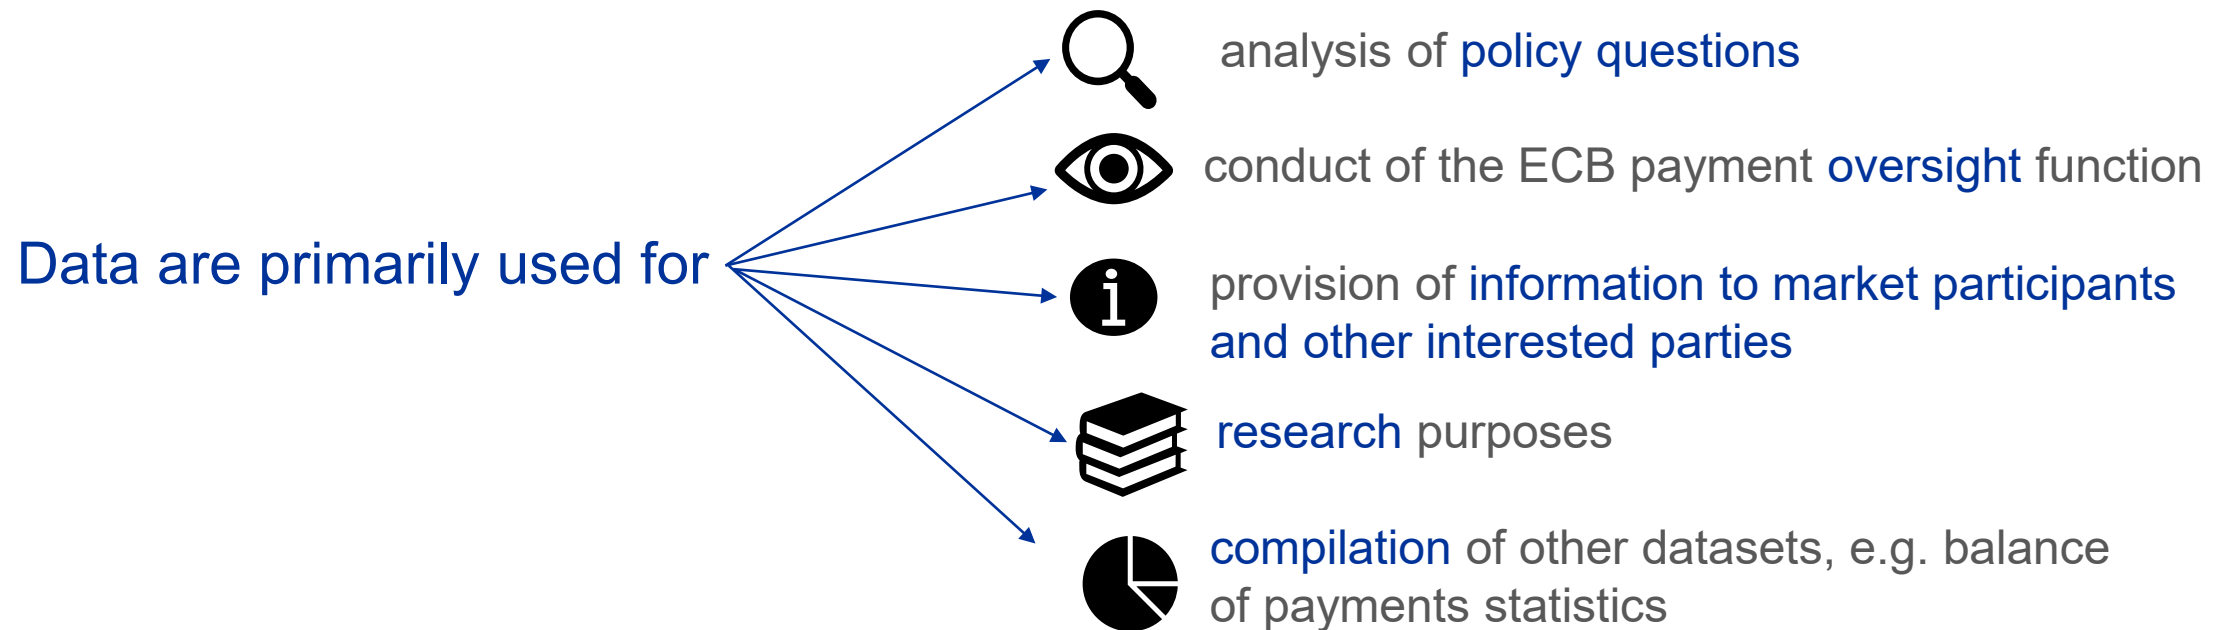 Data are primarily used for
analysis of policy questions
conduct of the ECB payment oversight function
provision of information to market participants
and other interested parties
research purposes
compilation of other datasets, e.g. balance
of payments statistics